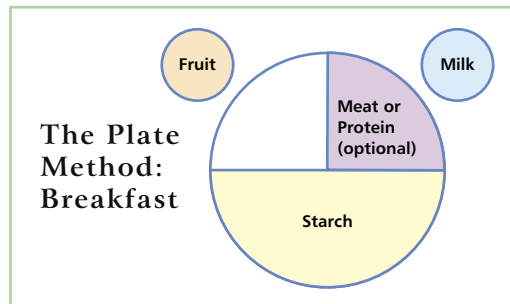 The Plate
Method:
Breakfast
Fruit
Milk
Meat or
Protein
(optional)
Starch